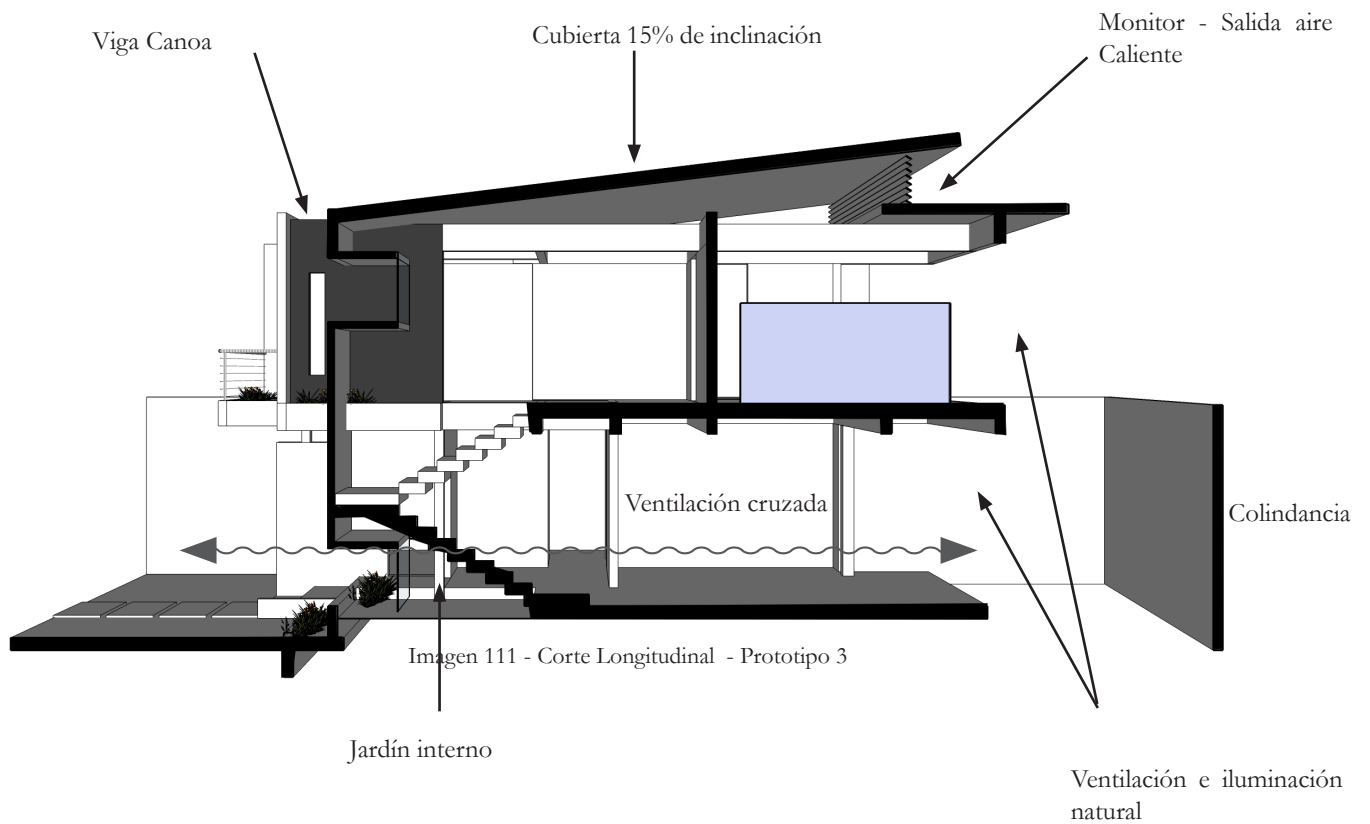 Viga Canoa
Cubierta 15% de inclinación
Monitor - Salida aire
Caliente
Ventilación cruzada
Colindancia
Imagen 111 - Corte Longitudinal - Prototipo 3
Jardín interno
Ventilación e iluminación
natural